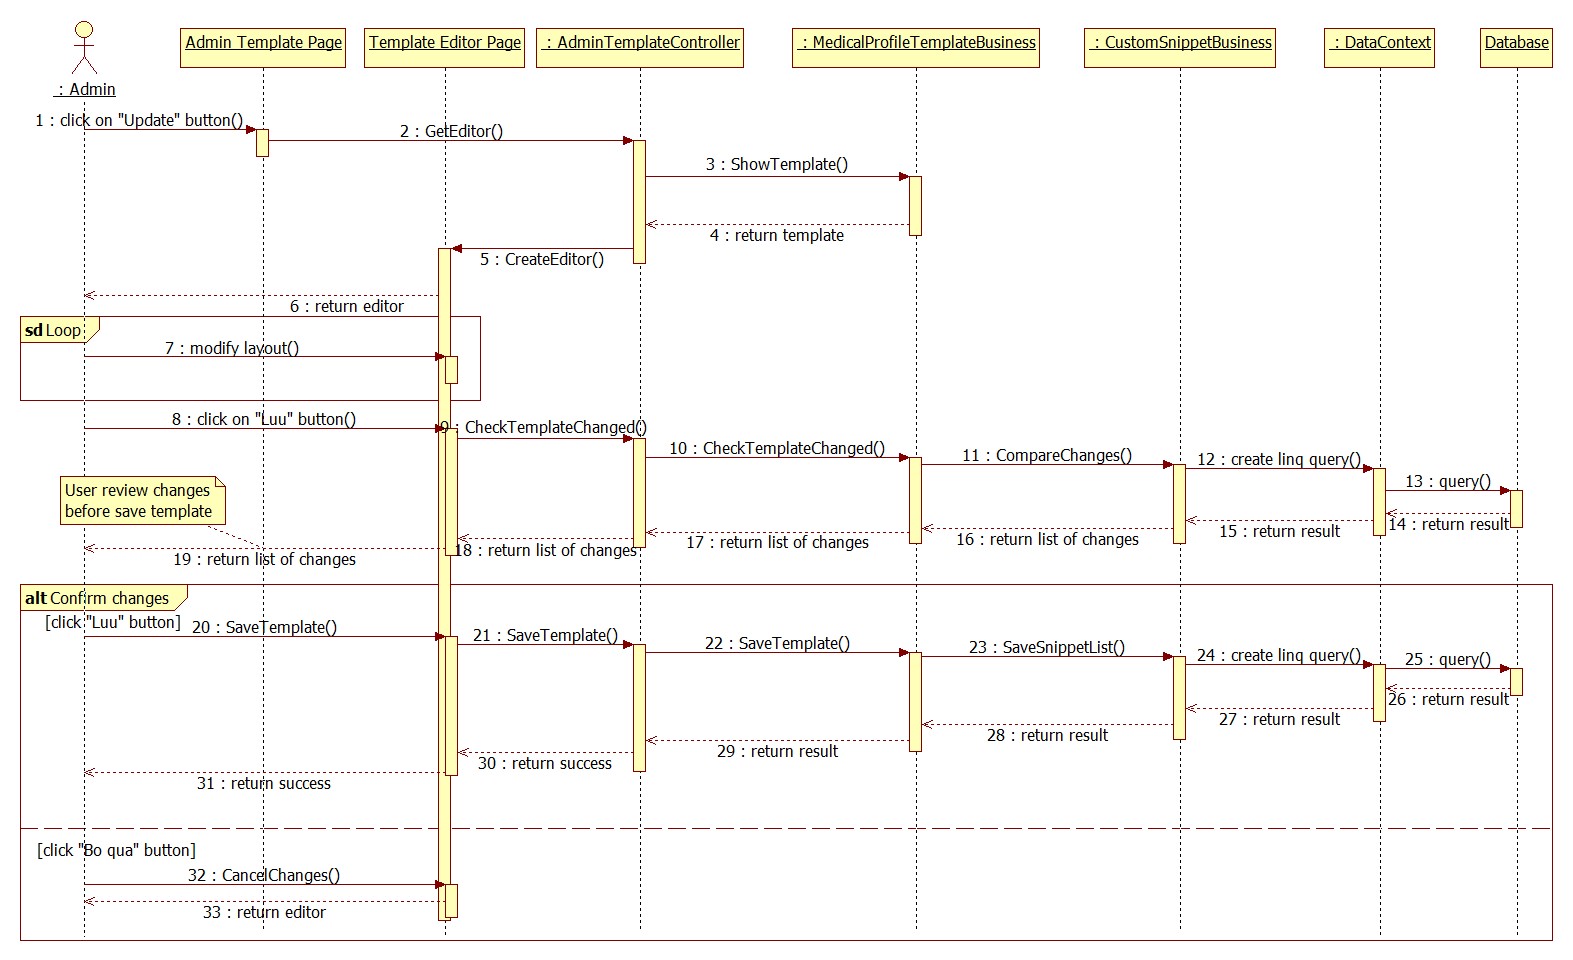 Admin Template Page
Template Editor Page
: AdminTemplateController
: MedicalProfileTemplateBusiness
: CustomSnippetBusiness
: DataContext
Database
: Admin
1 : click on "Update" button()
2 : GetEditor()
3 : ShowTemplate()
4 : return template
5 : CreateEditor()
6 : return editor
sd Loop
7 : modify layout()
8 : click on "Luu" button()
9 : CheckTemplateChanged()
10 : CheckTemplateChanged()
11 : CompareChanges()
12 : create linq query()
13 : query()
User review changes
before save template
14 : return result
15 : return result
16 : return list of changes
17 : return list of changes
18 : return list of changes
19 : return list of changes
alt Confirm changes
[click "Luu" button]
20 : SaveTemplate()
21 : SaveTemplate()
22 : SaveTemplate()
23 : SaveSnippetList()
24 : create linq query()
25 : query()
26 : return result
27 : return result
28 : return result
29 : return result
30 : return success
31 : return success
[click "Bo qua" button]
32 : CancelChanges()
33 : return editor